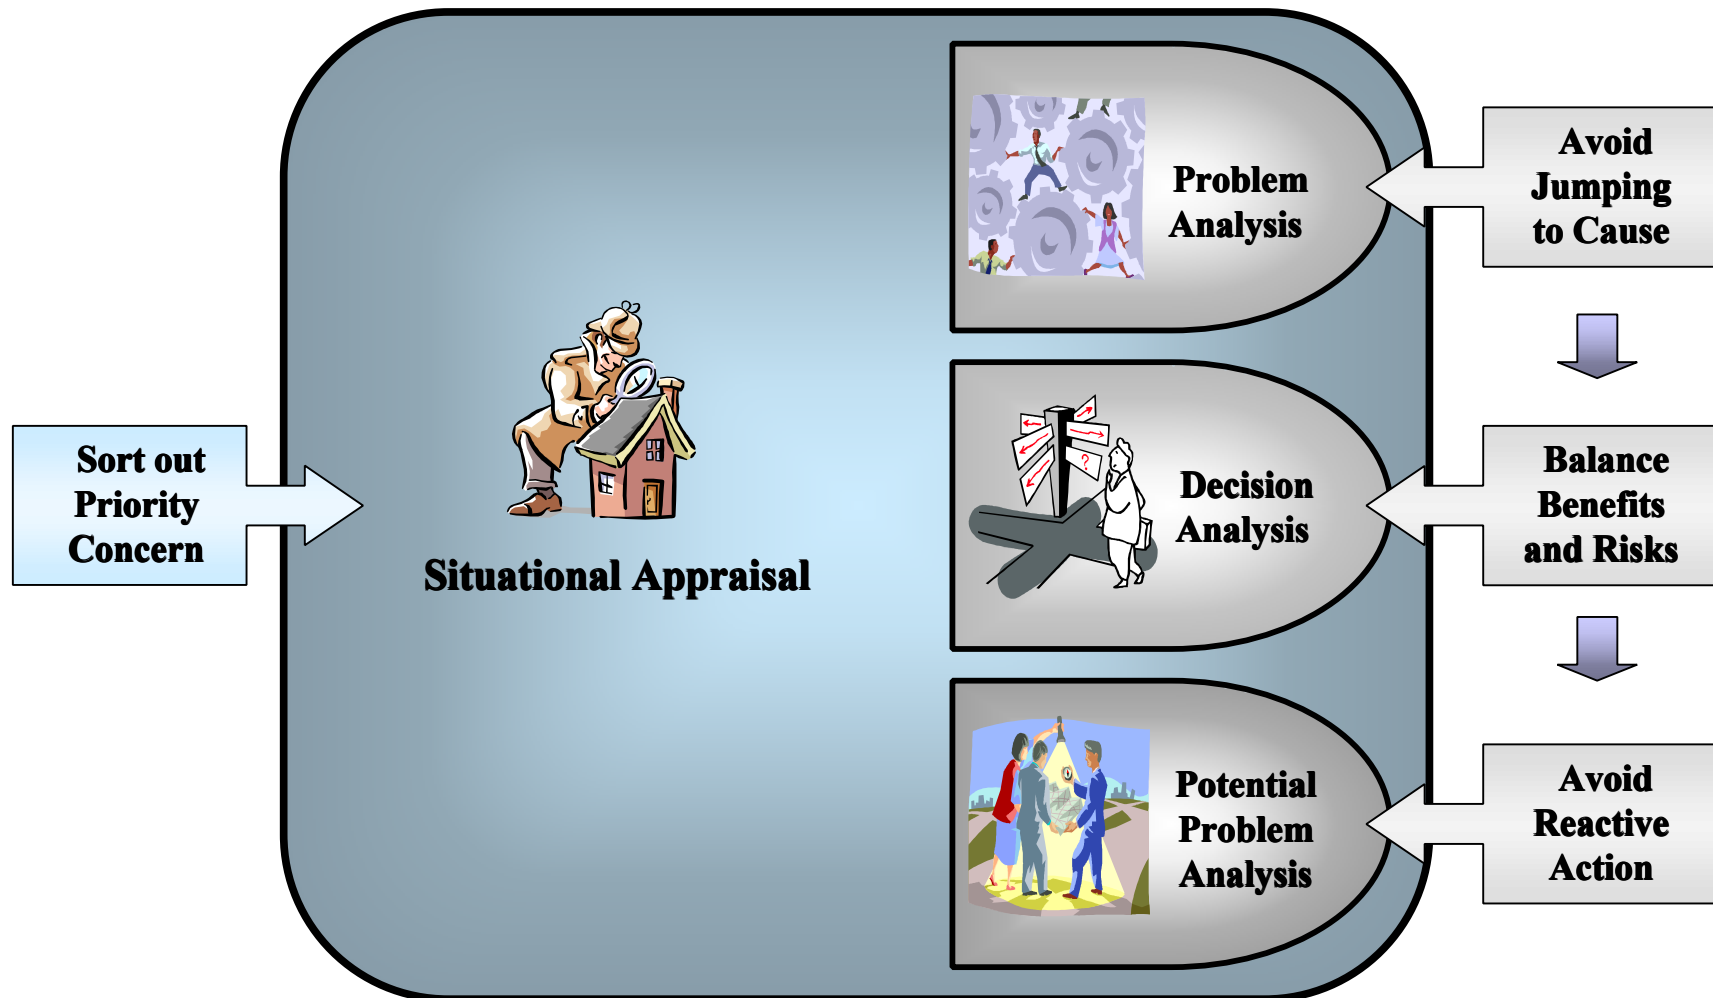 Sort out
Priority
Concern
Situational Appraisal
Problem
Analysis
Avoid
Jumping
to Cause
Decision
Analysis
?
Balance
Benefits
and Risks
Potential
Problem
Analysis
Avoid
Reactive
Action